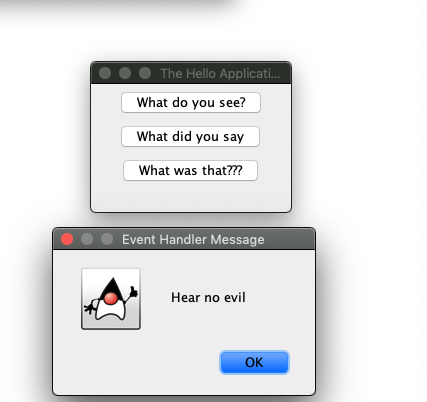 The Hello Applicati...
What do you see?
What did you say
What was that???
Event Handler Message
Hear no evil
OK